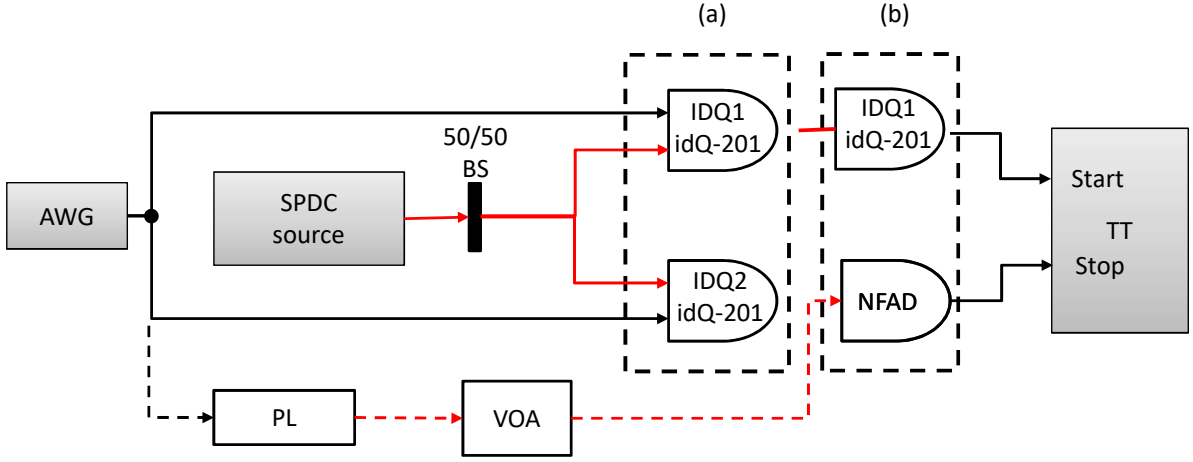 (a)
(b)
IDQ1
idQ-201
IDQ1
idQ-201
50/50
BS
AWG
SPDC
source
Start
TT
Stop
IDQ2
idQ-201
NFAD
PL
VOA